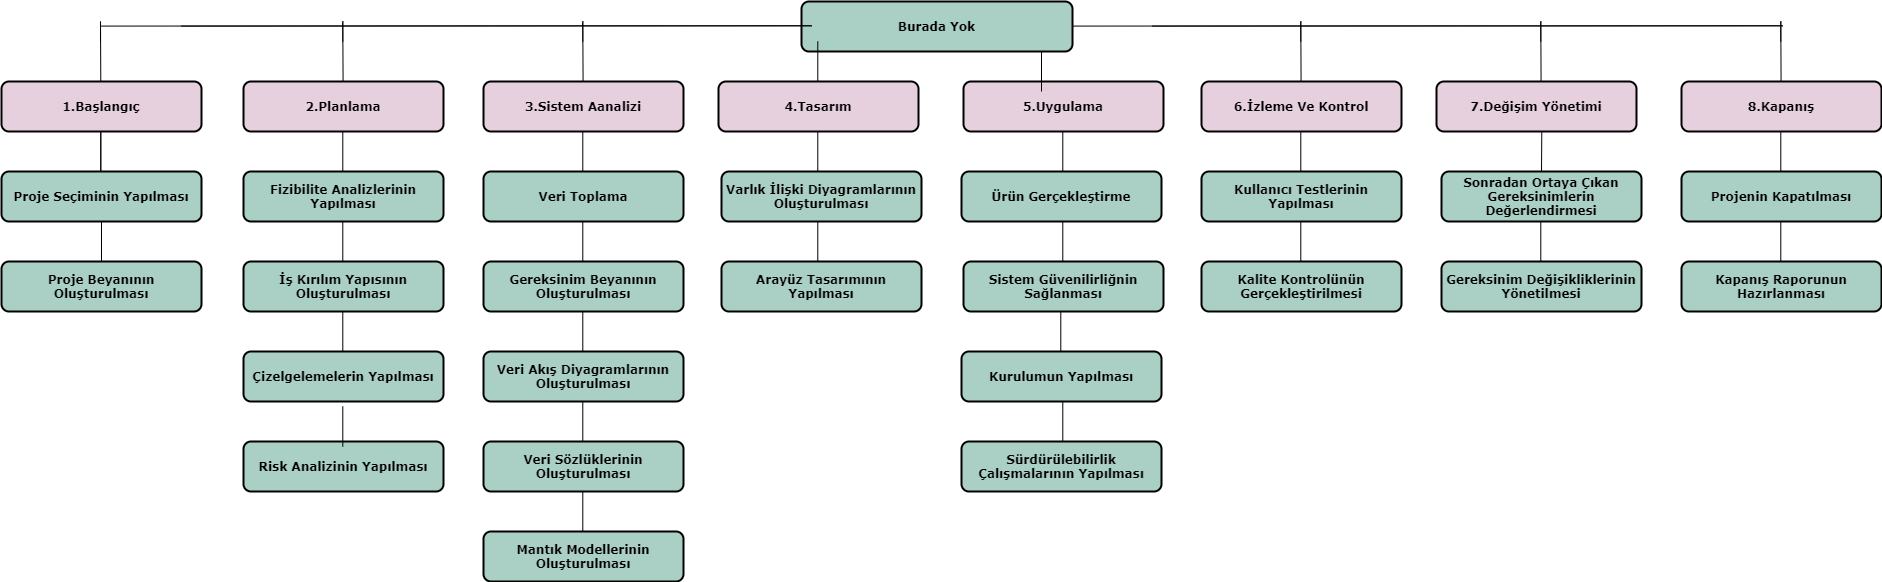 Burada Yok
1.Başlangıç
2.Planlama
3.Sistem Aanalizi
4.Tasarım
5.Uygulama
6.İzleme Ve Kontrol
7.Değişim Yönetimi
8.Kapanış
Proje Seçiminin Yapılması
Proje Beyanının
Oluşturulması
Fizibilite Analizlerinin
Yapılması
İş Kırılım Yapısının
Oluşturulması
Çizelgelemelerin Yapılması
Risk Analizinin Yapılması
Veri Toplama
Gereksinim Beyanının
Oluşturulması
Veri Akış Diyagramlarının
Oluşturulması
Veri Sözlüklerinin
Oluşturulması
Mantık Modellerinin
Oluşturulması
Varlık İlişki Diyagramlarının
Oluşturulması
Arayüz Tasarımının
Yapılması
Ürün Gerçekleştirme
Sistem Güvenilirliğnin
Sağlanması
Kurulumun Yapılması
Sürdürülebilirlik
Çalışmalarının Yapılması
Kullanıcı Testlerinin
Yapılması
Kalite Kontrolünün
Gerçekleştirilmesi
Sonradan Ortaya Çıkan
Gereksinimlerin
Değerlendirmesi
Gereksinim Değişikliklerinin
Yönetilmesi
Projenin Kapatılması
Kapanış Raporunun
Hazırlanması